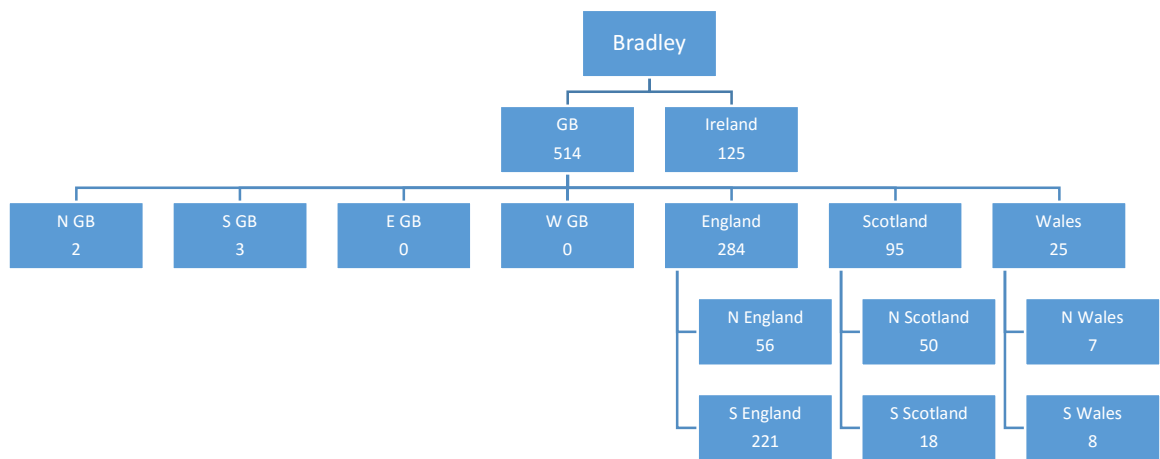 Bradley
GB
514
Ireland
125
N GB
2
S GB
3
E GB
0
W GB
0
England
284
Scotland
95
Wales
25
N England
56
N Scotland
50
N Wales
7
S England
221
S Scotland
18
S Wales
8